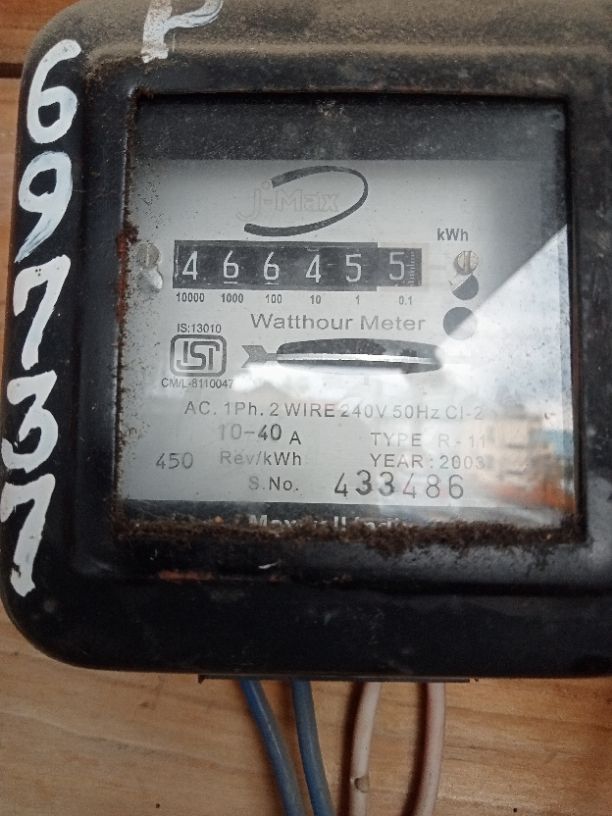 P
69737
J-Max
kWh
466455
10000 1000 100 10 1 0.1
Watthour Meter
IS:13010
ISI
CM/L-8110047
AC. 1Ph. 2 WIRE 240V 50Hz Cl-2
10-40 A TYPE R-11
450 Rev/kWh YEAR: 2003
S.No. 433486